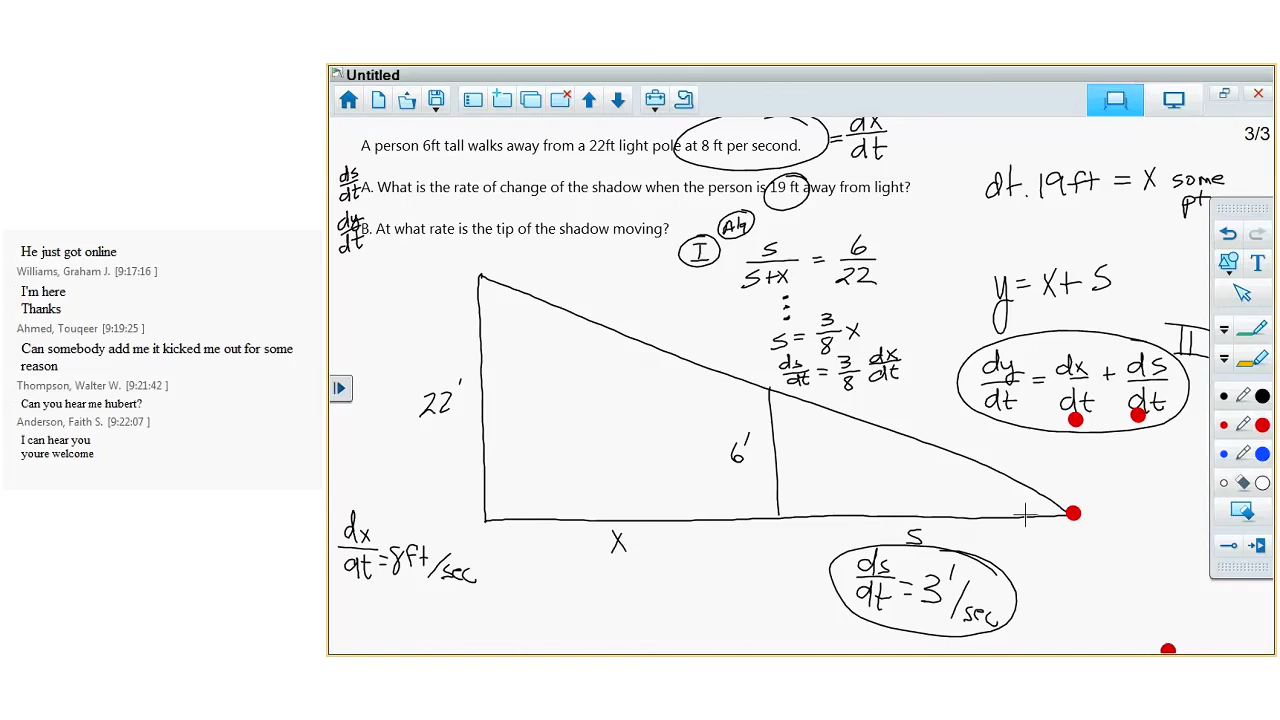 He just got online
Williams, Graham J. [9:17:16 ]
I'm here
Thanks
Ahmed, Touqeer [9:19:25 ]
Can somebody add me it kicked me out for some
reason
Thompson, Walter W. [9:21:42 ]
Can you hear me hubert?
Anderson, Faith S. [9:22:07 ]
I can hear you
youre welcome
Untitled
3/3
A person 6ft tall walks away from a 22ft light pole at 8 ft per second. = dx/dt
ds/dt A. What is the rate of change of the shadow when the person is 19 ft away from light?
dt. 19ft = x some pt
dy/dt B. At what rate is the tip of the shadow moving?
I Alg
s/(s+x) = 6/22
s = 3/8 x
ds/dt = 3/8 dx/dt
y = x + s
II
dy/dt = dx/dt + ds/dt
T
22'
6'
x
s
dx/dt = 8ft/sec
ds/dt = 3'/sec